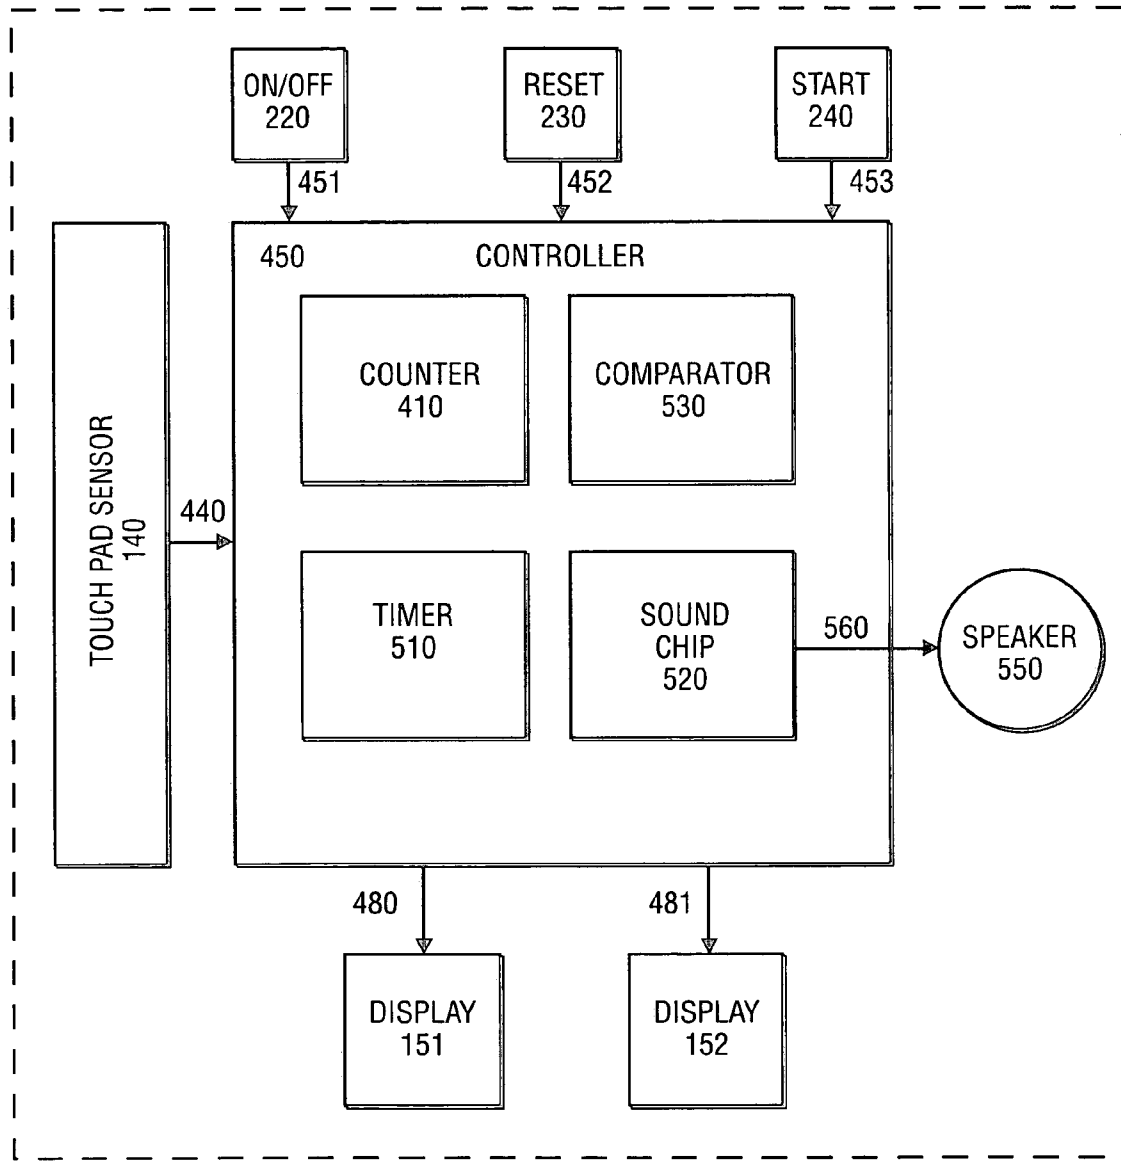 ON/OFF
220
RESET
230
START
240
451
452
453
450
CONTROLLER
COUNTER
410
COMPARATOR
530
TOUCH PAD SENSOR
140
440
TIMER
510
SOUND
CHIP
520
560
SPEAKER
550
480
481
DISPLAY
151
DISPLAY
152